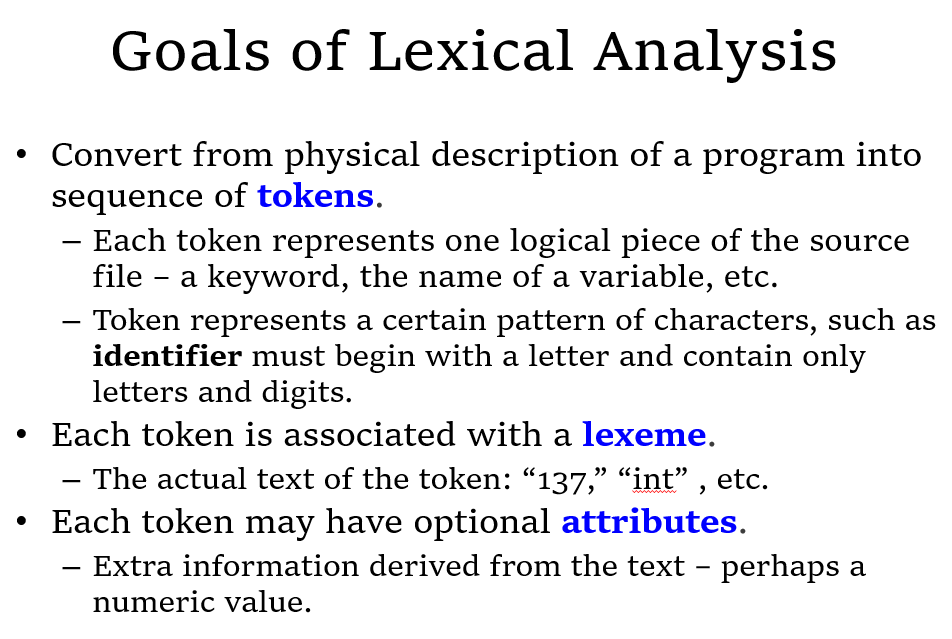 Goals of Lexical Analysis
• Convert from physical description of a program into
sequence of tokens.
– Each token represents one logical piece of the source
file – a keyword, the name of a variable, etc.
– Token represents a certain pattern of characters, such as
identifier must begin with a letter and contain only
letters and digits.
• Each token is associated with a lexeme.
– The actual text of the token: “137,” “int” , etc.
• Each token may have optional attributes.
– Extra information derived from the text – perhaps a
numeric value.